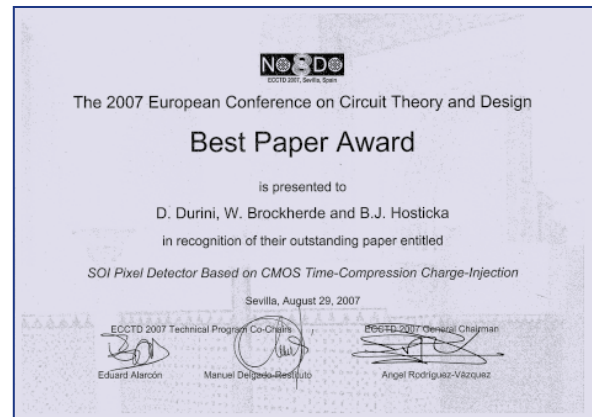 NO8DO
ECCTD 2007, Sevilla, Spain
The 2007 European Conference on Circuit Theory and Design
Best Paper Award
is presented to
D. Durini, W. Brockherde and B.J. Hosticka
in recognition of their outstanding paper entitled
SOI Pixel Detector Based on CMOS Time-Compression Charge-Injection
Sevilla, August 29, 2007
ECCTD 2007 Technical Program Co-Chairs ECCTD 2007 General Chairman
Eduard Alarcón Manuel Delgado-Restituto Angel Rodríguez-Vázquez